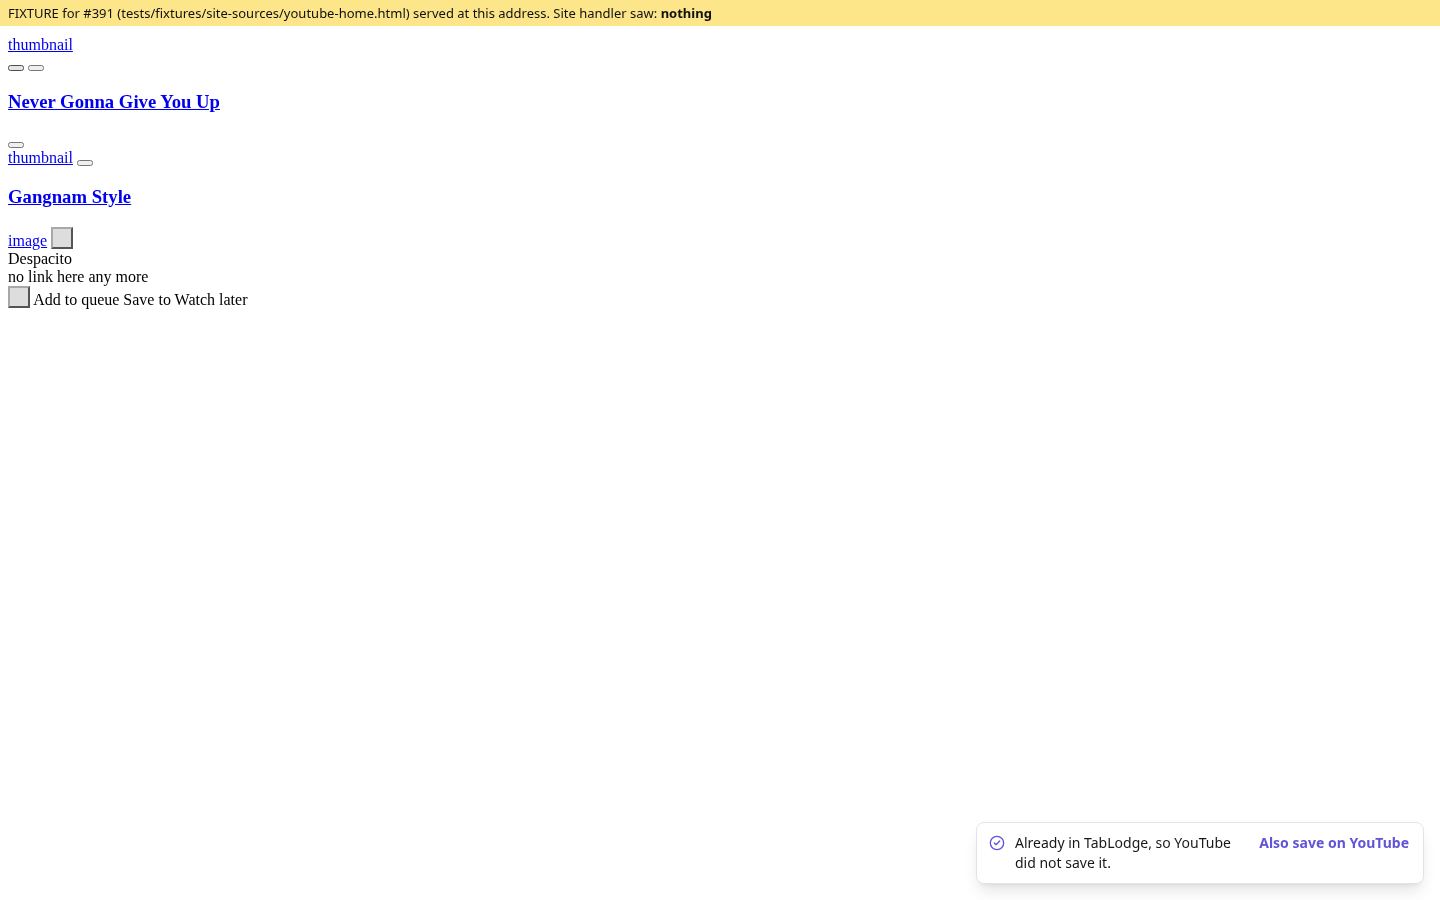 FIXTURE for #391 (tests/fixtures/site-sources/youtube-home.html) served at this address. Site handler saw: nothing
thumbnail
Never Gonna Give You Up
thumbnail
Gangnam Style
image
Despacito
no link here any more
Add to queue Save to Watch later
Already in TabLodge, so YouTube
did not save it.
Also save on YouTube